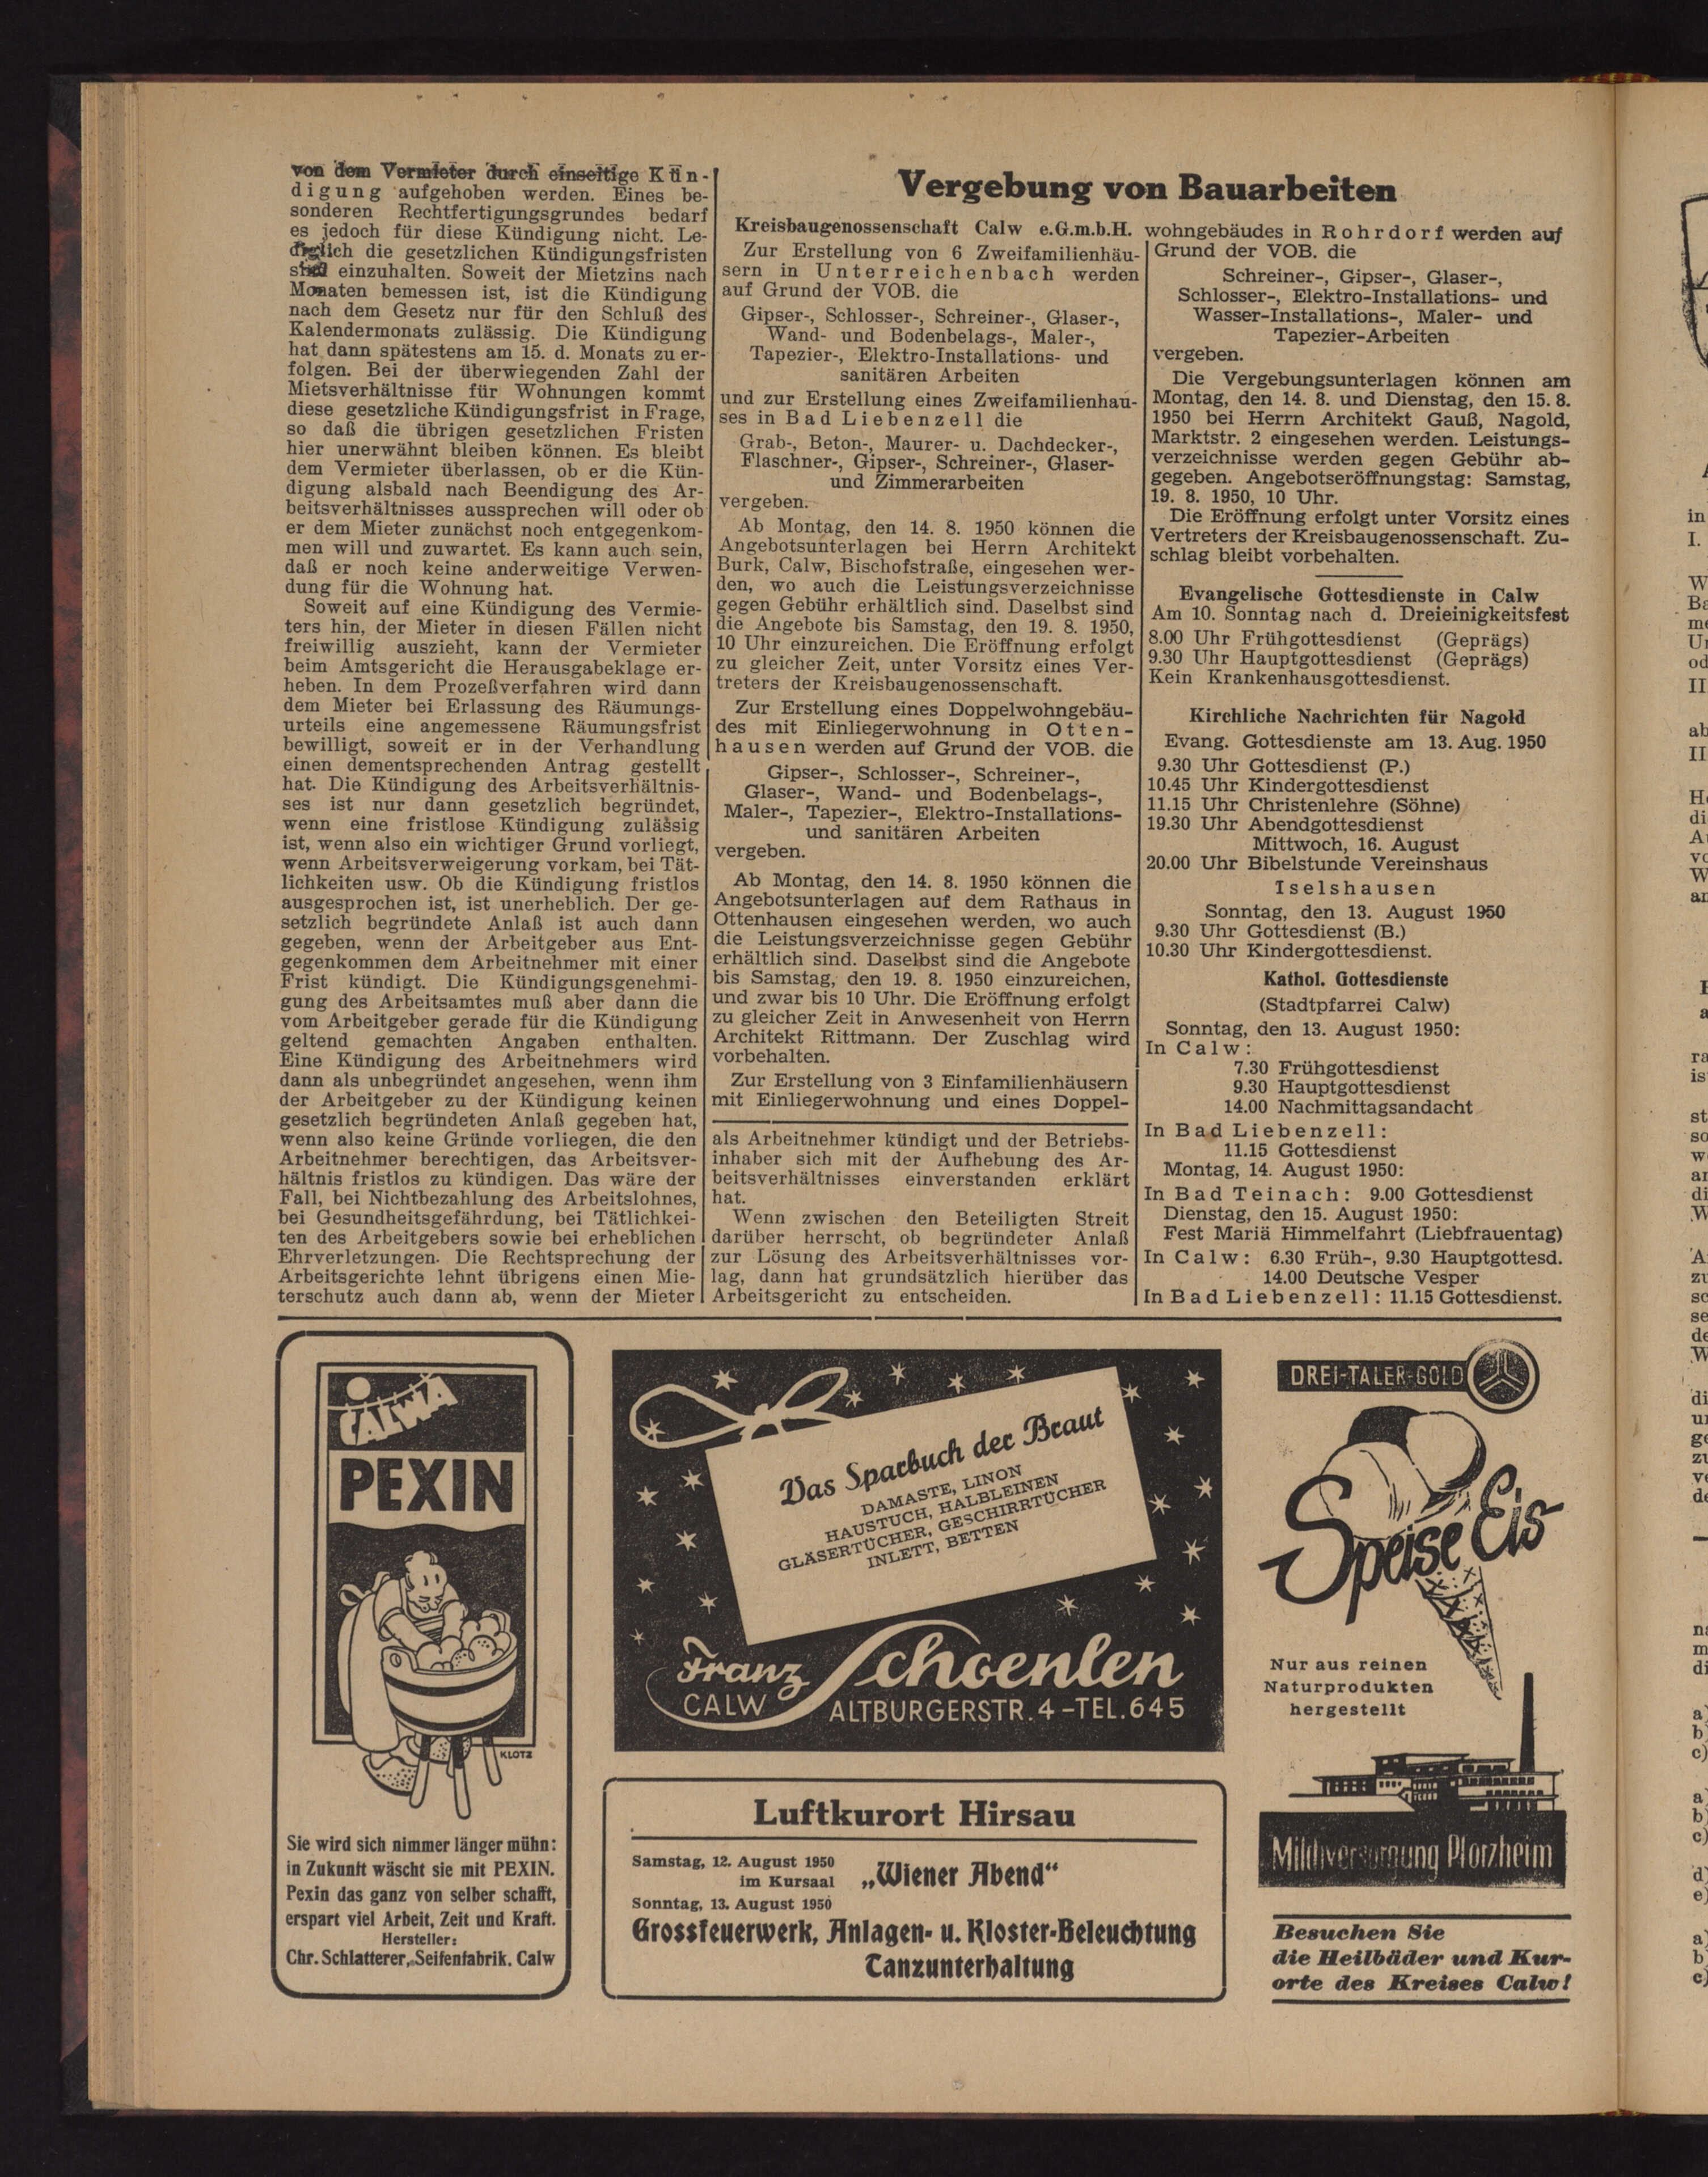 von dem Vermieter durch einseitige Kün-
digung aufgehoben werden. Eines be-
sonderen Rechtfertigungsgrundes bedarf
es jedoch für diese Kündigung nicht. Le-
diglich die gesetzlichen Kündigungsfristen
sind einzuhalten. Soweit der Mietzins nach
Monaten bemessen ist, ist die Kündigung
nach dem Gesetz nur für den Schluß des
Kalendermonats zulässig. Die Kündigung
hat dann spätestens am 15. d. Monats zu er-
folgen. Bei der überwiegenden Zahl der
Mietsverhältnisse für Wohnungen kommt
diese gesetzliche Kündigungsfrist in Frage,
so daß die übrigen gesetzlichen Fristen
hier unerwähnt bleiben können. Es bleibt
dem Vermieter überlassen, ob er die Kün-
digung alsbald nach Beendigung des Ar-
beitsverhältnisses aussprechen will oder ob
er dem Mieter zunächst noch entgegenkom-
men will und zuwartet. Es kann auch sein,
daß er noch keine anderweitige Verwen-
dung für die Wohnung hat.
Soweit auf eine Kündigung des Vermie-
ters hin, der Mieter in diesen Fällen nicht
freiwillig auszieht, kann der Vermieter
beim Amtsgericht die Herausgabeklage er-
heben. In dem Prozeßverfahren wird dann
dem Mieter bei Erlassung des Räumungs-
urteils eine angemessene Räumungsfrist
bewilligt, soweit er in der Verhandlung
einen dementsprechenden Antrag gestellt
hat. Die Kündigung des Arbeitsverhältnis-
ses ist nur dann gesetzlich begründet,
wenn eine fristlose Kündigung zulässig
ist, wenn also ein wichtiger Grund vorliegt,
wenn Arbeitsverweigerung vorkam, bei Tät-
lichkeiten usw. Ob die Kündigung fristlos
ausgesprochen ist, ist unerheblich. Der ge-
setzlich begründete Anlaß ist auch dann
gegeben, wenn der Arbeitgeber aus Ent-
gegenkommen dem Arbeitnehmer mit einer
Frist kündigt. Die Kündigungsgenehmi-
gung des Arbeitsamtes muß aber dann die
vom Arbeitgeber gerade für die Kündigung
geltend gemachten Angaben enthalten.
Eine Kündigung des Arbeitnehmers wird
dann als unbegründet angesehen, wenn ihm
der Arbeitgeber zu der Kündigung keinen
gesetzlich begründeten Anlaß gegeben hat,
wenn also keine Gründe vorliegen, die den
Arbeitnehmer berechtigen, das Arbeitsver-
hältnis fristlos zu kündigen. Das wäre der
Fall, bei Nichtbezahlung des Arbeitslohnes,
bei Gesundheitsgefährdung, bei Tätlichkei-
ten des Arbeitgebers sowie bei erheblichen
Ehrverletzungen. Die Rechtsprechung der
Arbeitsgerichte lehnt übrigens einen Mie-
terschutz auch dann ab, wenn der Mieter
als Arbeitnehmer kündigt und der Betriebs-
inhaber sich mit der Aufhebung des Ar-
beitsverhältnisses einverstanden erklärt
hat.
Wenn zwischen den Beteiligten Streit
darüber herrscht, ob begründeter Anlaß
zur Lösung des Arbeitsverhältnisses vor-
lag, dann hat grundsätzlich hierüber das
Arbeitsgericht zu entscheiden.
Vergebung von Bauarbeiten
Kreisbaugenossenschaft Calw e.G.m.b.H.
Zur Erstellung von 6 Zweifamilienhäu-
sern in Unterreichenbach werden
auf Grund der VOB. die
Gipser-, Schlosser-, Schreiner-, Glaser-,
Wand- und Bodenbelags-, Maler-,
Tapezier-, Elektro-Installations- und
sanitären Arbeiten
und zur Erstellung eines Zweifamilienhau-
ses in Bad Liebenzell die
Grab-, Beton-, Maurer- u. Dachdecker-,
Flaschner-, Gipser-, Schreiner-, Glaser-
und Zimmerarbeiten
vergeben.
Ab Montag, den 14. 8. 1950 können die
Angebotsunterlagen bei Herrn Architekt
Burk, Calw, Bischofstraße, eingesehen wer-
den, wo auch die Leistungsverzeichnisse
gegen Gebühr erhältlich sind. Daselbst sind
die Angebote bis Samstag, den 19. 8. 1950,
10 Uhr einzureichen. Die Eröffnung erfolgt
zu gleicher Zeit, unter Vorsitz eines Ver-
treters der Kreisbaugenossenschaft.
Zur Erstellung eines Doppelwohngebäu-
des mit Einliegerwohnung in Otten-
hausen werden auf Grund der VOB. die
Gipser-, Schlosser-, Schreiner-,
Glaser-, Wand- und Bodenbelags-,
Maler-, Tapezier-, Elektro-Installations-
und sanitären Arbeiten
vergeben.
Ab Montag, den 14. 8. 1950 können die
Angebotsunterlagen auf dem Rathaus in
Ottenhausen eingesehen werden, wo auch
die Leistungsverzeichnisse gegen Gebühr
erhältlich sind. Daselbst sind die Angebote
bis Samstag, den 19. 8. 1950 einzureichen,
und zwar bis 10 Uhr. Die Eröffnung erfolgt
zu gleicher Zeit in Anwesenheit von Herrn
Architekt Rittmann. Der Zuschlag wird
vorbehalten.
Zur Erstellung von 3 Einfamilienhäusern
mit Einliegerwohnung und eines Doppel-
wohngebäudes in Rohrdorf werden auf
Grund der VOB. die
Schreiner-, Gipser-, Glaser-,
Schlosser-, Elektro-Installations- und
Wasser-Installations-, Maler- und
Tapezier-Arbeiten
vergeben.
Die Vergebungsunterlagen können am
Montag, den 14. 8. und Dienstag, den 15. 8.
1950 bei Herrn Architekt Gauß, Nagold,
Marktstr. 2 eingesehen werden. Leistungs-
verzeichnisse werden gegen Gebühr ab-
gegeben. Angebotseröffnungstag: Samstag,
19. 8. 1950, 10 Uhr.
Die Eröffnung erfolgt unter Vorsitz eines
Vertreters der Kreisbaugenossenschaft. Zu-
schlag bleibt vorbehalten.
Evangelische Gottesdienste in Calw
Am 10. Sonntag nach d. Dreieinigkeitsfest
8.00 Uhr Frühgottesdienst (Geprägs)
9.30 Uhr Hauptgottesdienst (Geprägs)
Kein Krankenhausgottesdienst.
Kirchliche Nachrichten für Nagold
Evang. Gottesdienste am 13. Aug. 1950
9.30 Uhr Gottesdienst (P.)
10.45 Uhr Kindergottesdienst
11.15 Uhr Christenlehre (Söhne)
19.30 Uhr Abendgottesdienst
Mittwoch, 16. August
20.00 Uhr Bibelstunde Vereinshaus
Iselshausen
Sonntag, den 13. August 1950
9.30 Uhr Gottesdienst (B.)
10.30 Uhr Kindergottesdienst.
Kathol. Gottesdienste
(Stadtpfarrei Calw)
Sonntag, den 13. August 1950:
In Calw:
7.30 Frühgottesdienst
9.30 Hauptgottesdienst
14.00 Nachmittagsandacht
In Bad Liebenzell:
11.15 Gottesdienst
Montag, 14. August 1950:
In Bad Teinach: 9.00 Gottesdienst
Dienstag, den 15. August 1950:
Fest Mariä Himmelfahrt (Liebfrauentag)
In Calw: 6.30 Früh-, 9.30 Hauptgottesd.
14.00 Deutsche Vesper
In Bad Liebenzell: 11.15 Gottesdienst.
CALWA
PEXIN
KLOTZ
Sie wird sich nimmer länger mühn:
in Zukunft wäscht sie mit PEXIN.
Pexin das ganz von selber schafft,
erspart viel Arbeit, Zeit und Kraft.
Hersteller:
Chr. Schlatterer, Seifenfabrik. Calw
Das Sparbuch der Braut
DAMASTE, LINON
HAUSTUCH, HALBLEINEN
GLÄSERTÜCHER, GESCHIRRTÜCHER
INLETT, BETTEN
Franz Schoenlen
CALW ALTBURGERSTR. 4 - TEL. 645
Luftkurort Hirsau
Samstag, 12. August 1950
im Kursaal „Wiener Abend“
Sonntag, 13. August 1950
Grossfeuerwerk, Anlagen- u. Kloster-Beleuchtung
Tanzunterhaltung
DREI-TALER-GOLD
Speise Eis
Nur aus reinen
Naturprodukten
hergestellt
Milchversorgung Pforzheim
Besuchen Sie
die Heilbäder und Kur-
orte des Kreises Calw!